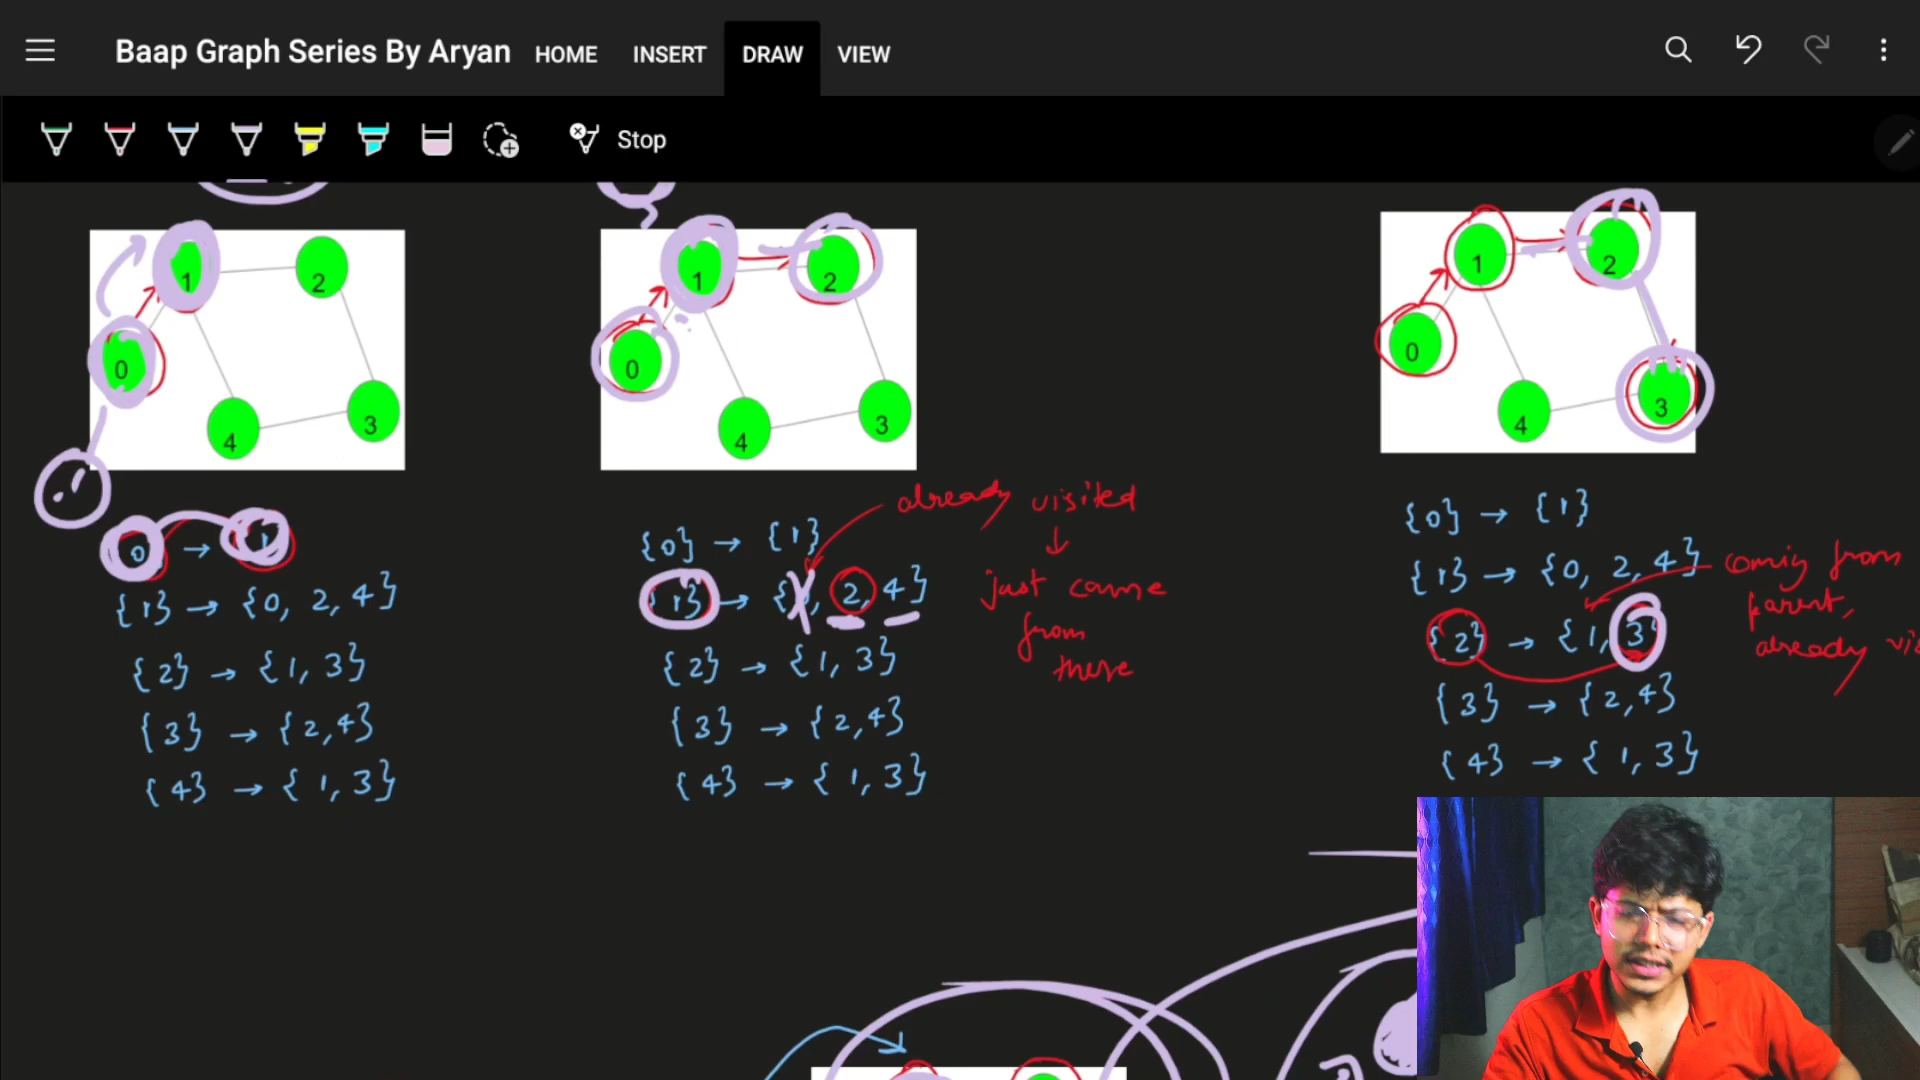 Baap Graph Series By Aryan HOME INSERT DRAW VIEW
Stop
1
2
0
4
3
1
2
0
4
3
1
2
0
4
3
0 → 1
{1} → {0, 2, 4}
{2} → {1, 3}
{3} → {2,4}
{4} → {1, 3}
already visited
↓
just came
from
there
{0} → {1}
{1} → { , 2, 4}
{2} → {1, 3}
{3} → {2,4}
{4} → {1, 3}
{0} → {1}
{1} → {0, 2, 4}
{2} → {1, 3}
{3} → {2,4}
{4} → {1, 3}
coming from
parent,
already